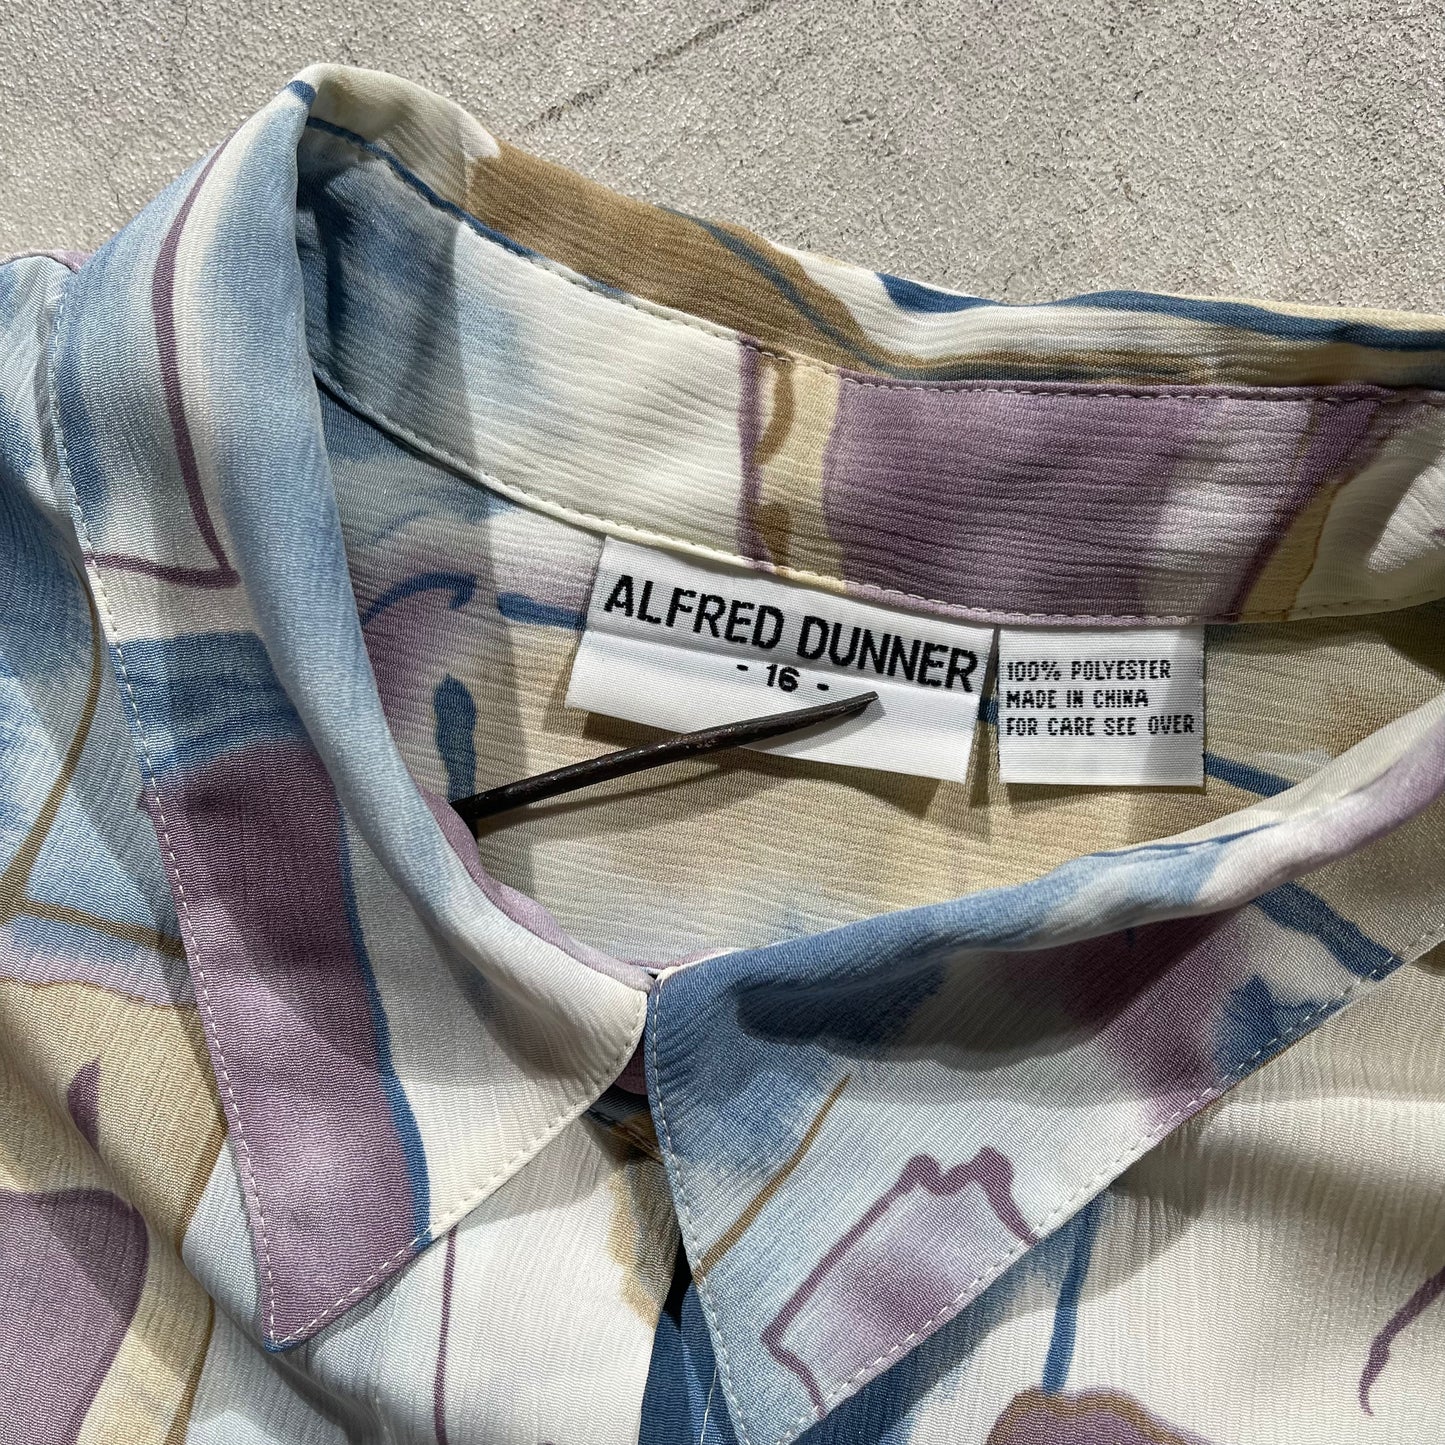 ALFRED DUNNER
- 16 -
100% POLYESTER
MADE IN CHINA
FOR CARE SEE OVER